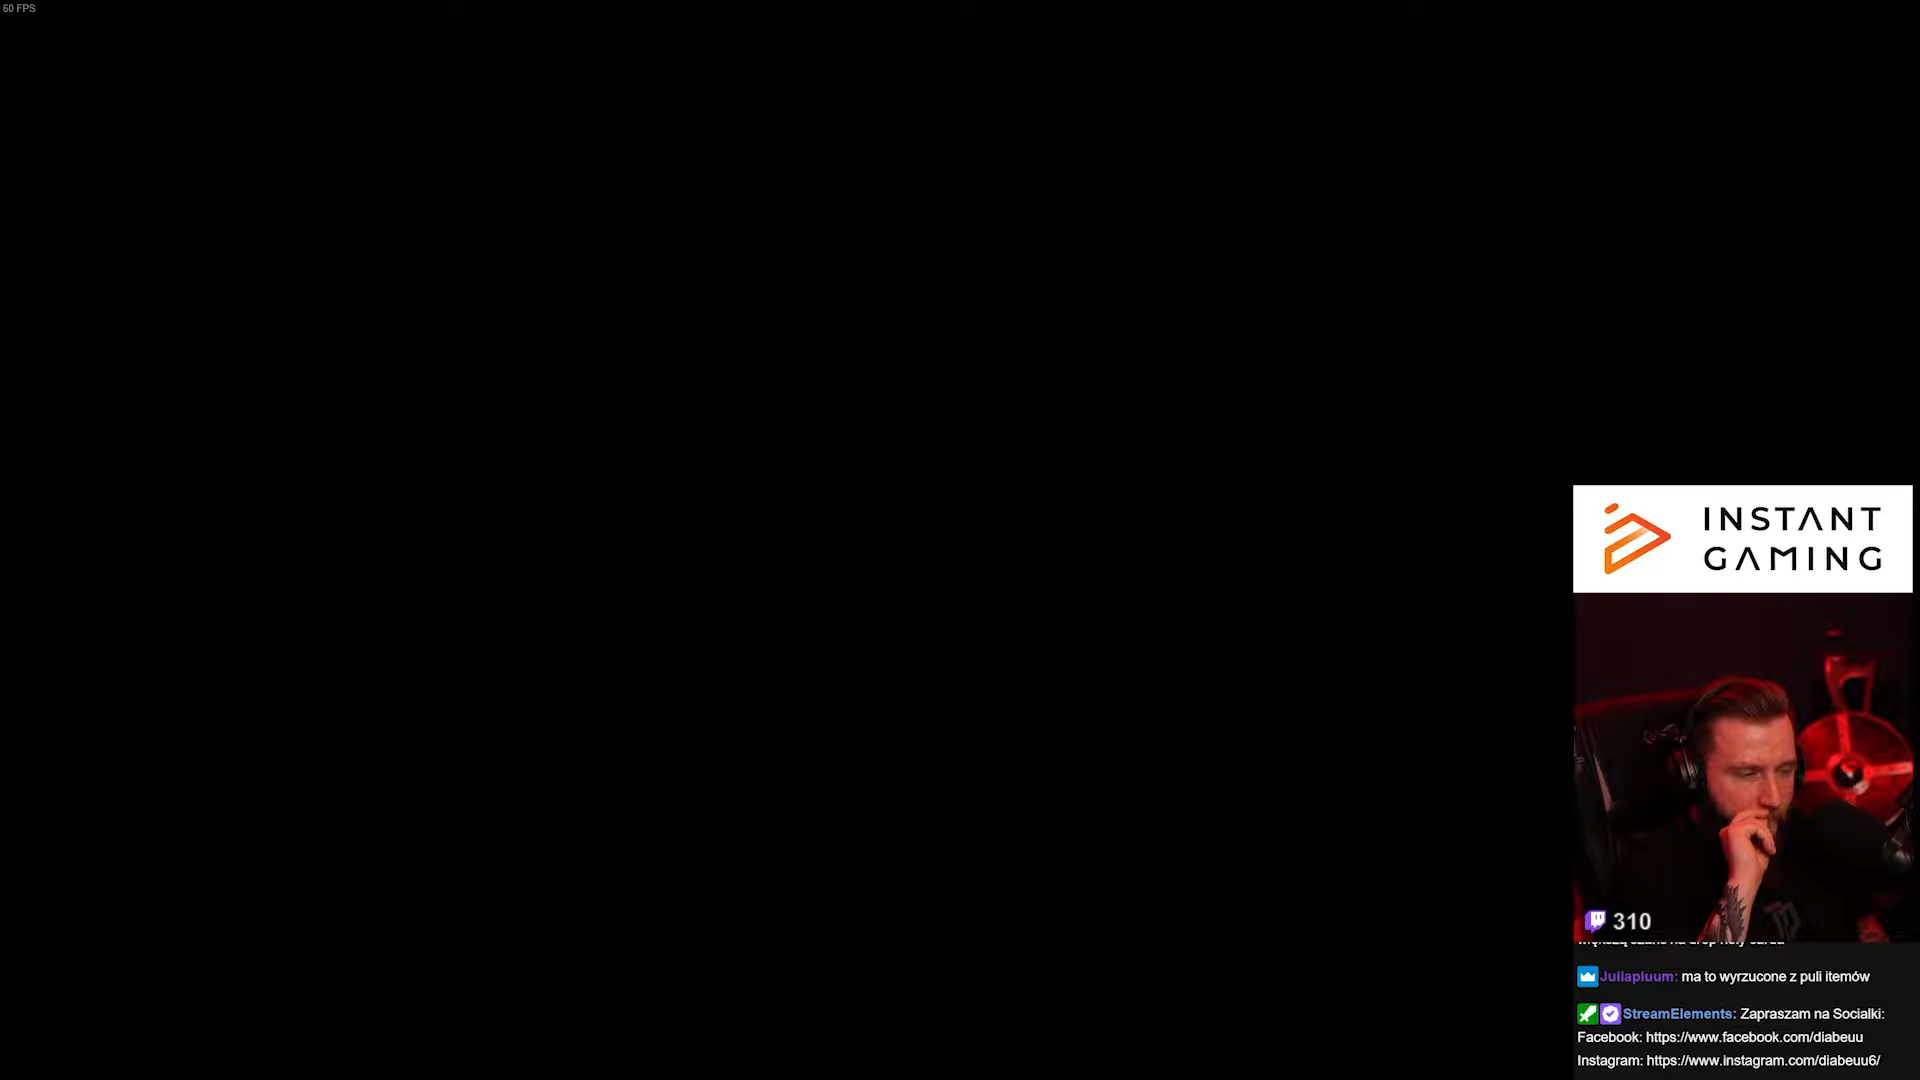 60 FPS
INSTANT
GAMING
310
Juliapluum: ma to wyrzucone z puli itemów
StreamElements: Zapraszam na Socialki:
Facebook: https://www.facebook.com/diabeuu
Instagram: https://www.instagram.com/diabeuu6/